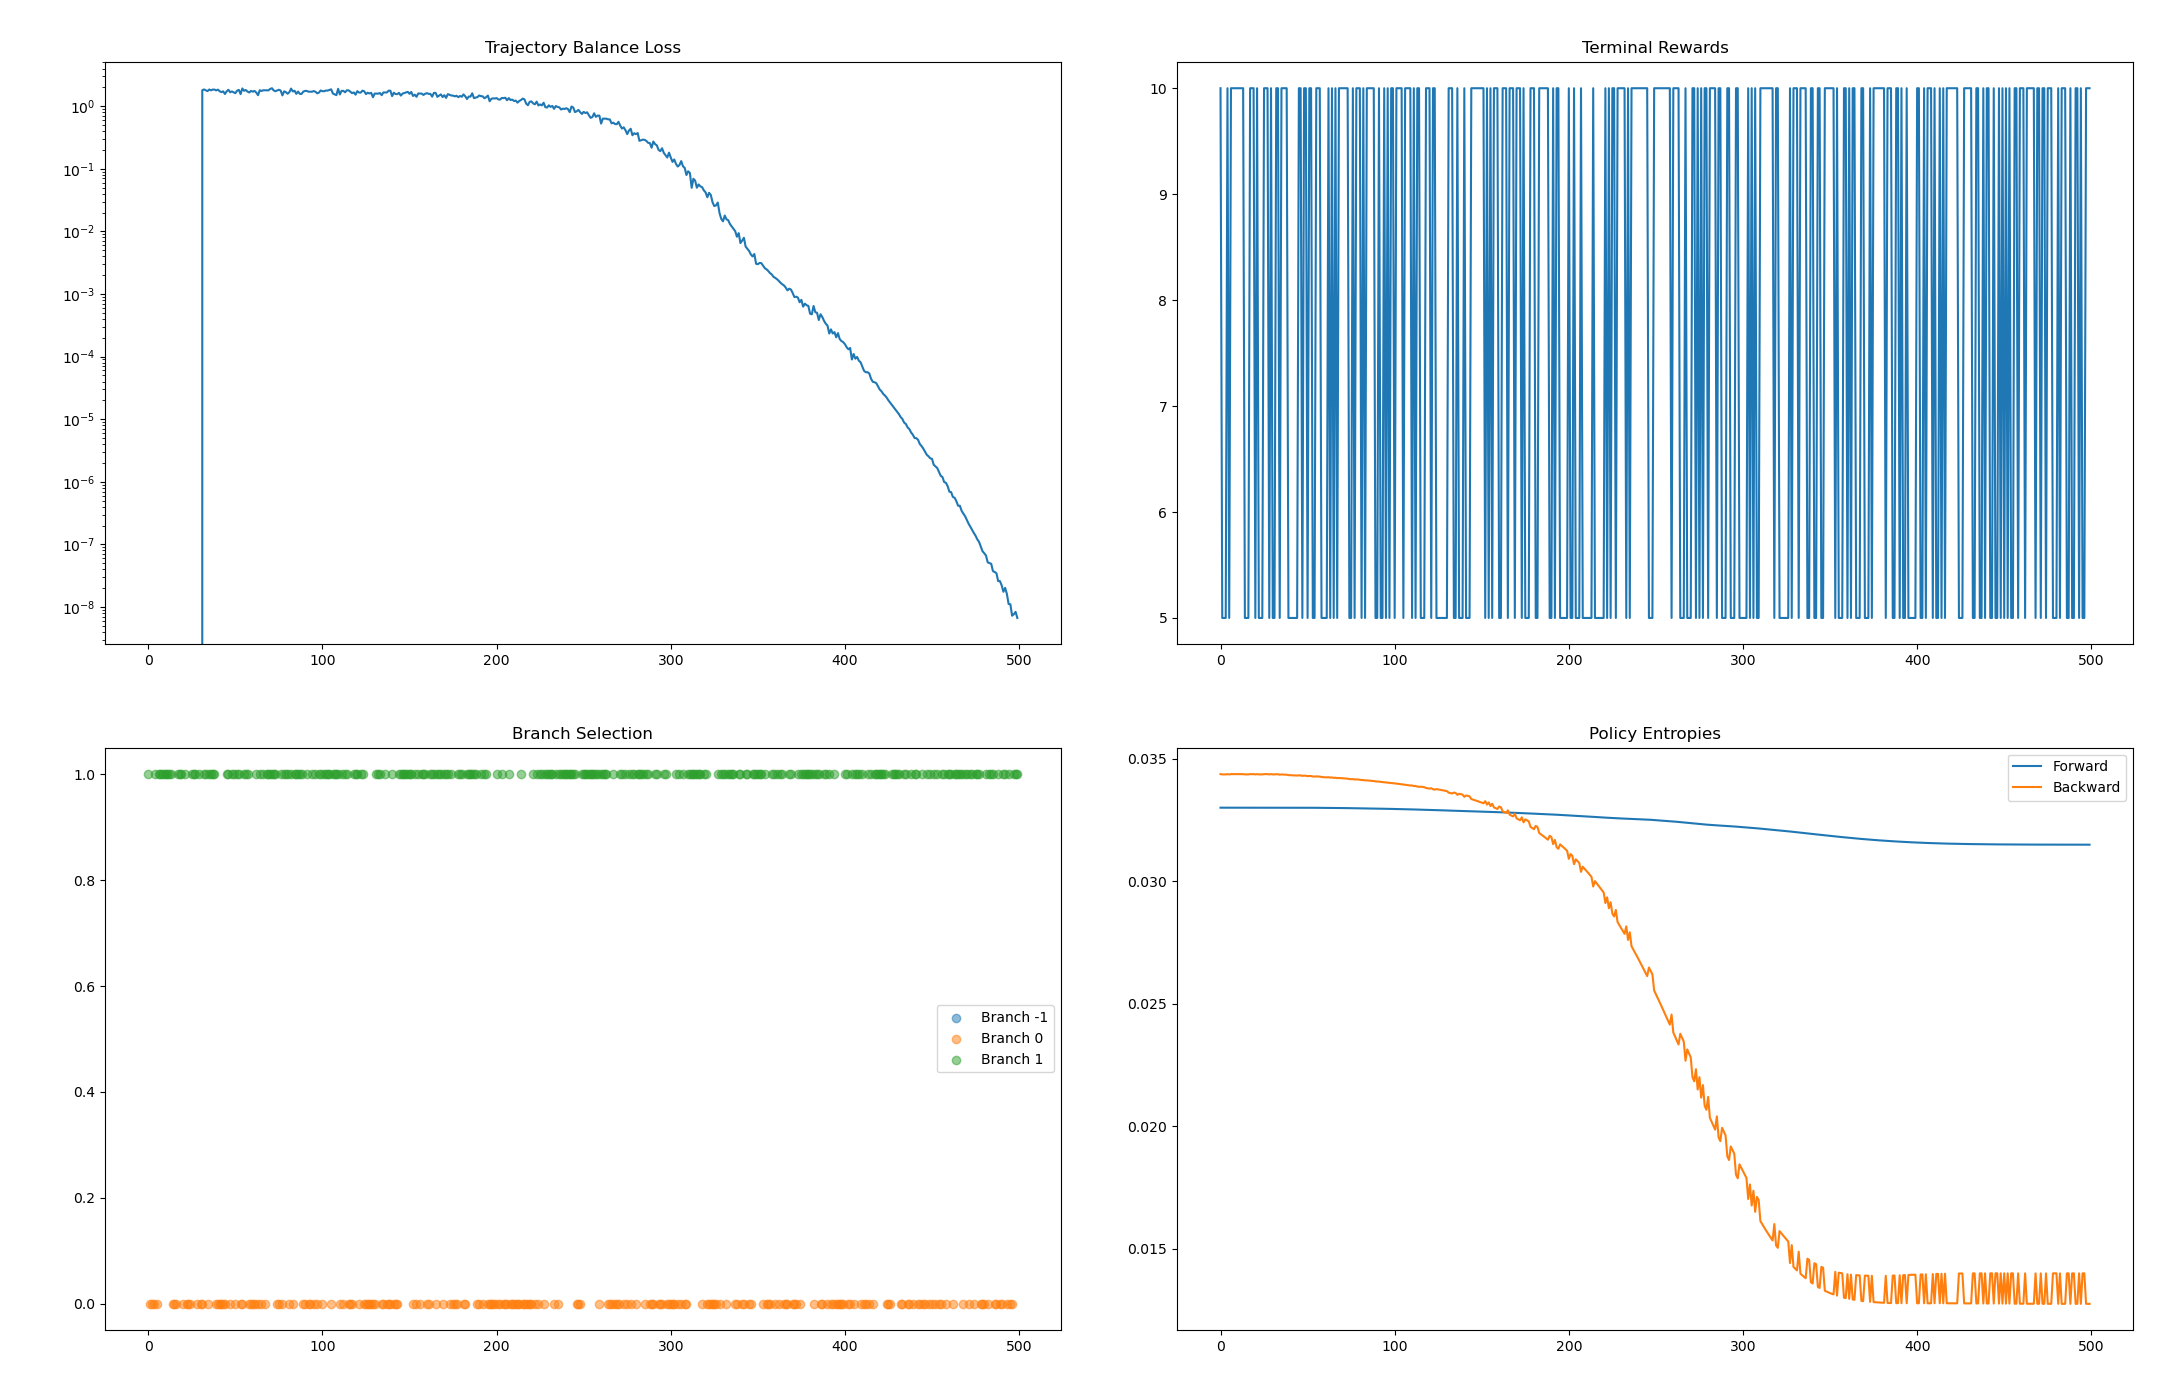 Trajectory Balance Loss
10⁰
10⁻¹
10⁻²
10⁻³
10⁻⁴
10⁻⁵
10⁻⁶
10⁻⁷
10⁻⁸
0 100 200 300 400 500
Terminal Rewards
10
9
8
7
6
5
0 100 200 300 400 500
Branch Selection
1.0
0.8
0.6
0.4
0.2
0.0
Branch -1
Branch 0
Branch 1
0 100 200 300 400 500
Policy Entropies
0.035
0.030
0.025
0.020
0.015
Forward
Backward
0 100 200 300 400 500